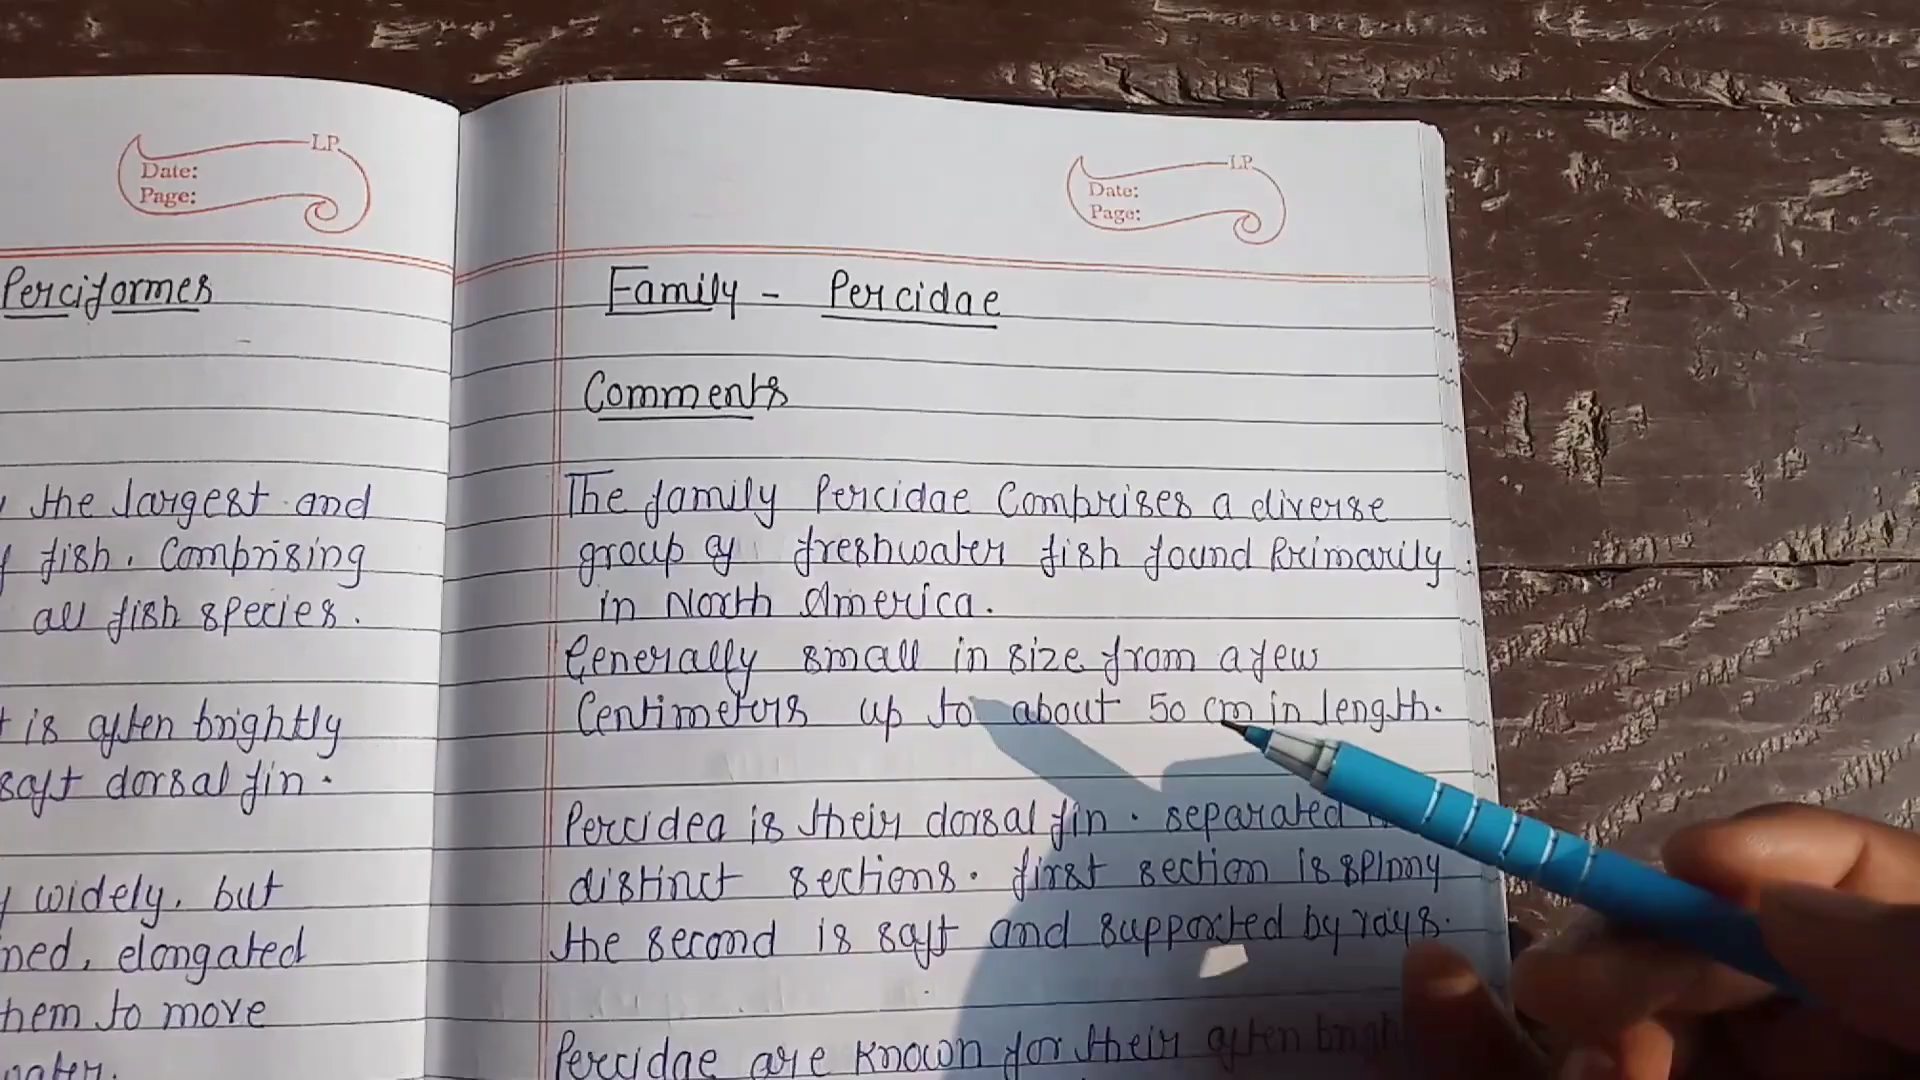 LP
Date:
Page:
Perciformes
the largest and
fish. Comprising
all fish species.
is often brightly
soft dorsal fin.
widely, but
elongated
them to move
LP
Date:
Page:
Family - Percidae
Comments
The family Percidae Comprises a diverse
group of freshwater fish found Primarily
in North America.
Generally small in size from a few
Centimeters up to about 50 cm in length.
Percidea is their dorsal fin. separated
distinct sections. first section is spinny
the second is soft and supported by rays.
Percidae are known for their often